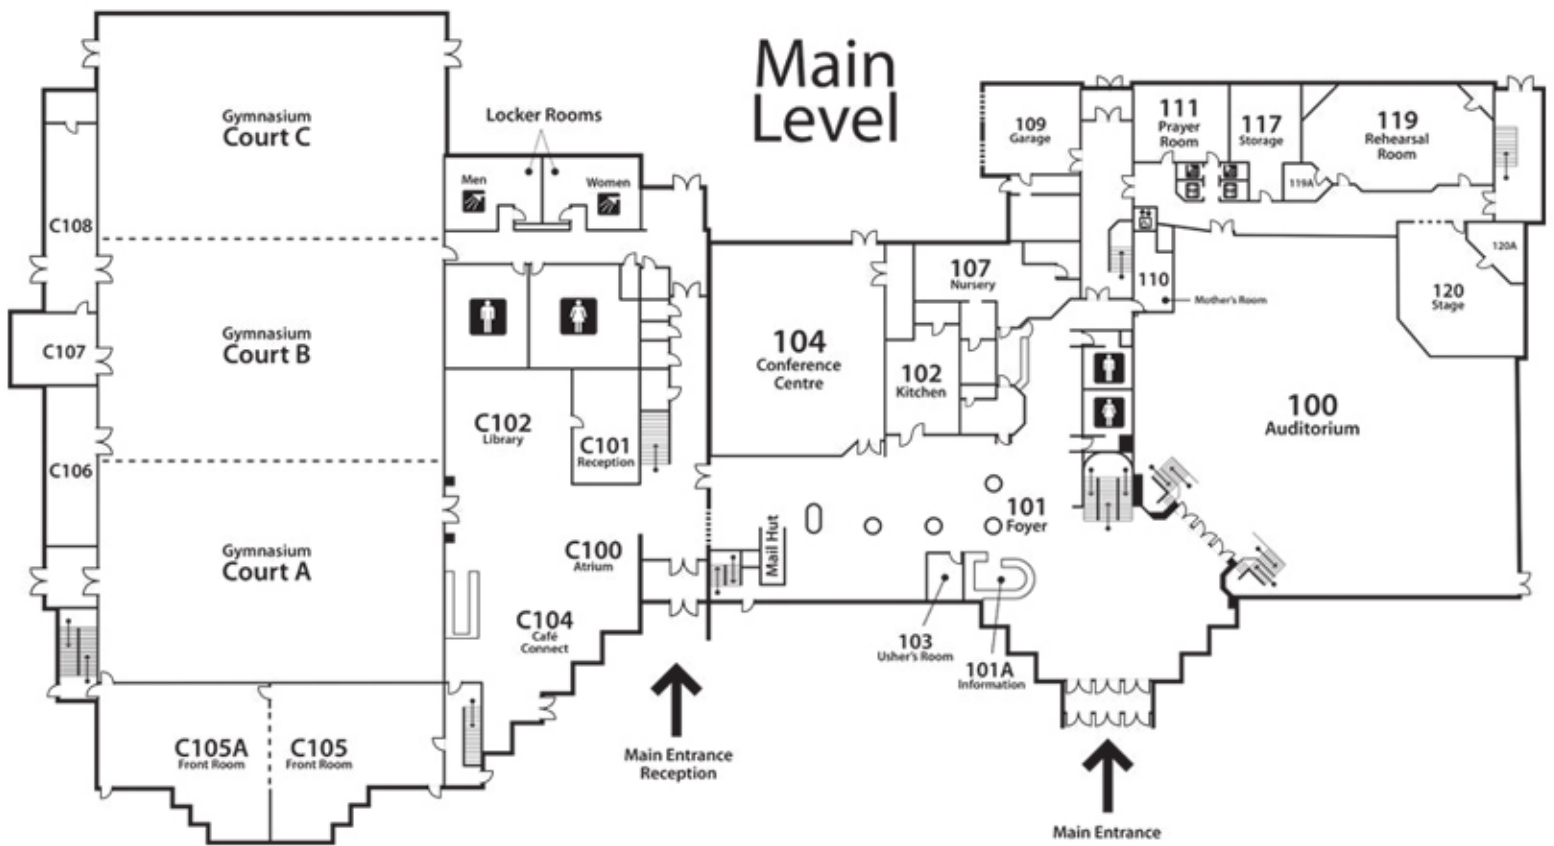 Main
Level
Gymnasium
Court C
Locker Rooms
Men
Women
C108
Gymnasium
Court B
C107
C102
Library
C101
Reception
C106
Gymnasium
Court A
C100
Atrium
C104
Café
Connect
C105A
Front Room
C105
Front Room
Main Entrance
Reception
104
Conference
Centre
107
Nursery
102
Kitchen
109
Garage
111
Prayer
Room
117
Storage
119
Rehearsal
Room
119A
120A
120
Stage
110
Mother's Room
100
Auditorium
101
Foyer
Mail Hut
103
Usher's Room
101A
Information
Main Entrance